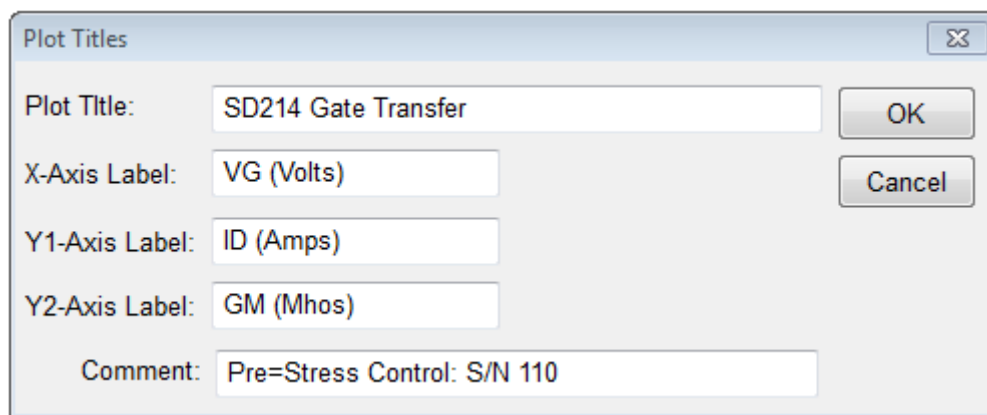 Plot Titles
Plot TItle: SD214 Gate Transfer OK
X-Axis Label: VG (Volts) Cancel
Y1-Axis Label: ID (Amps)
Y2-Axis Label: GM (Mhos)
Comment: Pre=Stress Control: S/N 110